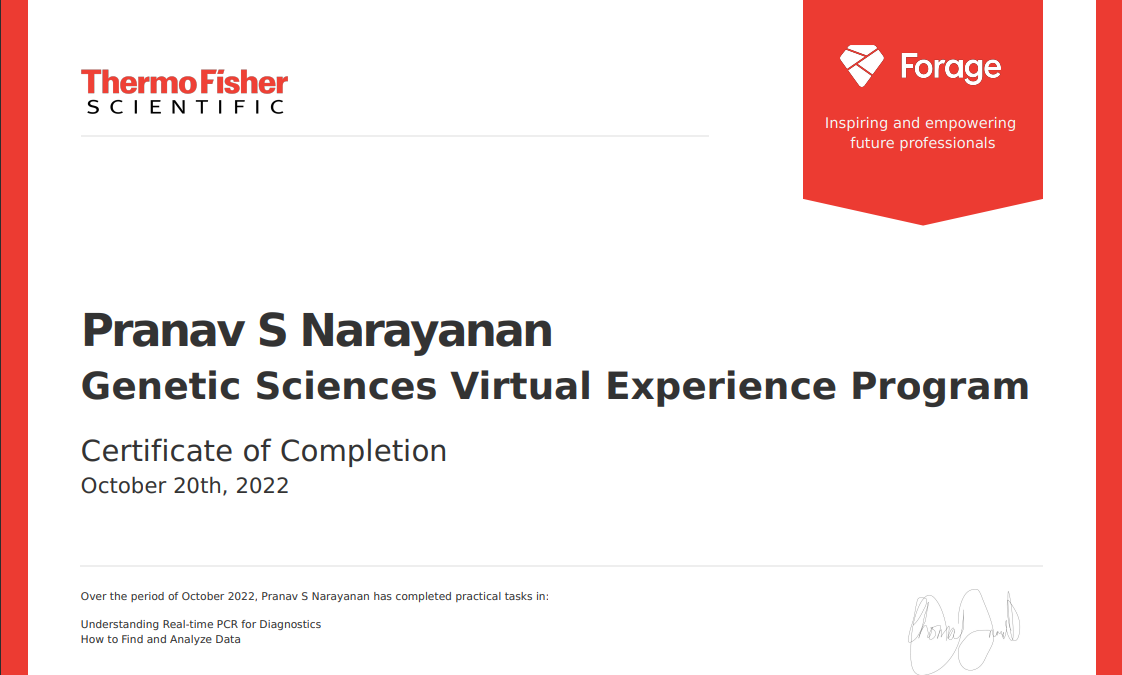 ThermoFisher
SCIENTIFIC
Forage
Inspiring and empowering
future professionals
Pranav S Narayanan
Genetic Sciences Virtual Experience Program
Certificate of Completion
October 20th, 2022
Over the period of October 2022, Pranav S Narayanan has completed practical tasks in:
Understanding Real-time PCR for Diagnostics
How to Find and Analyze Data